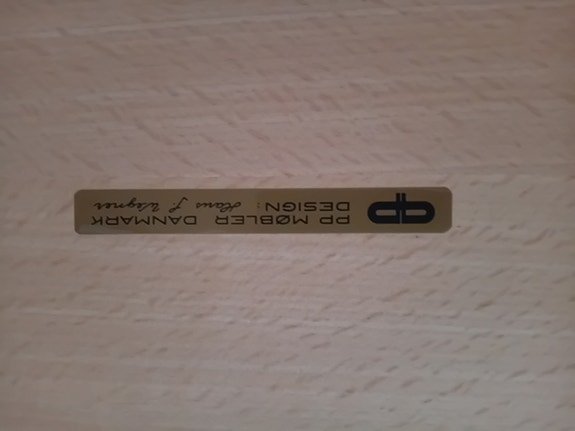 PP MØBLER DANMARK
DESIGN: Hans J. Wegner